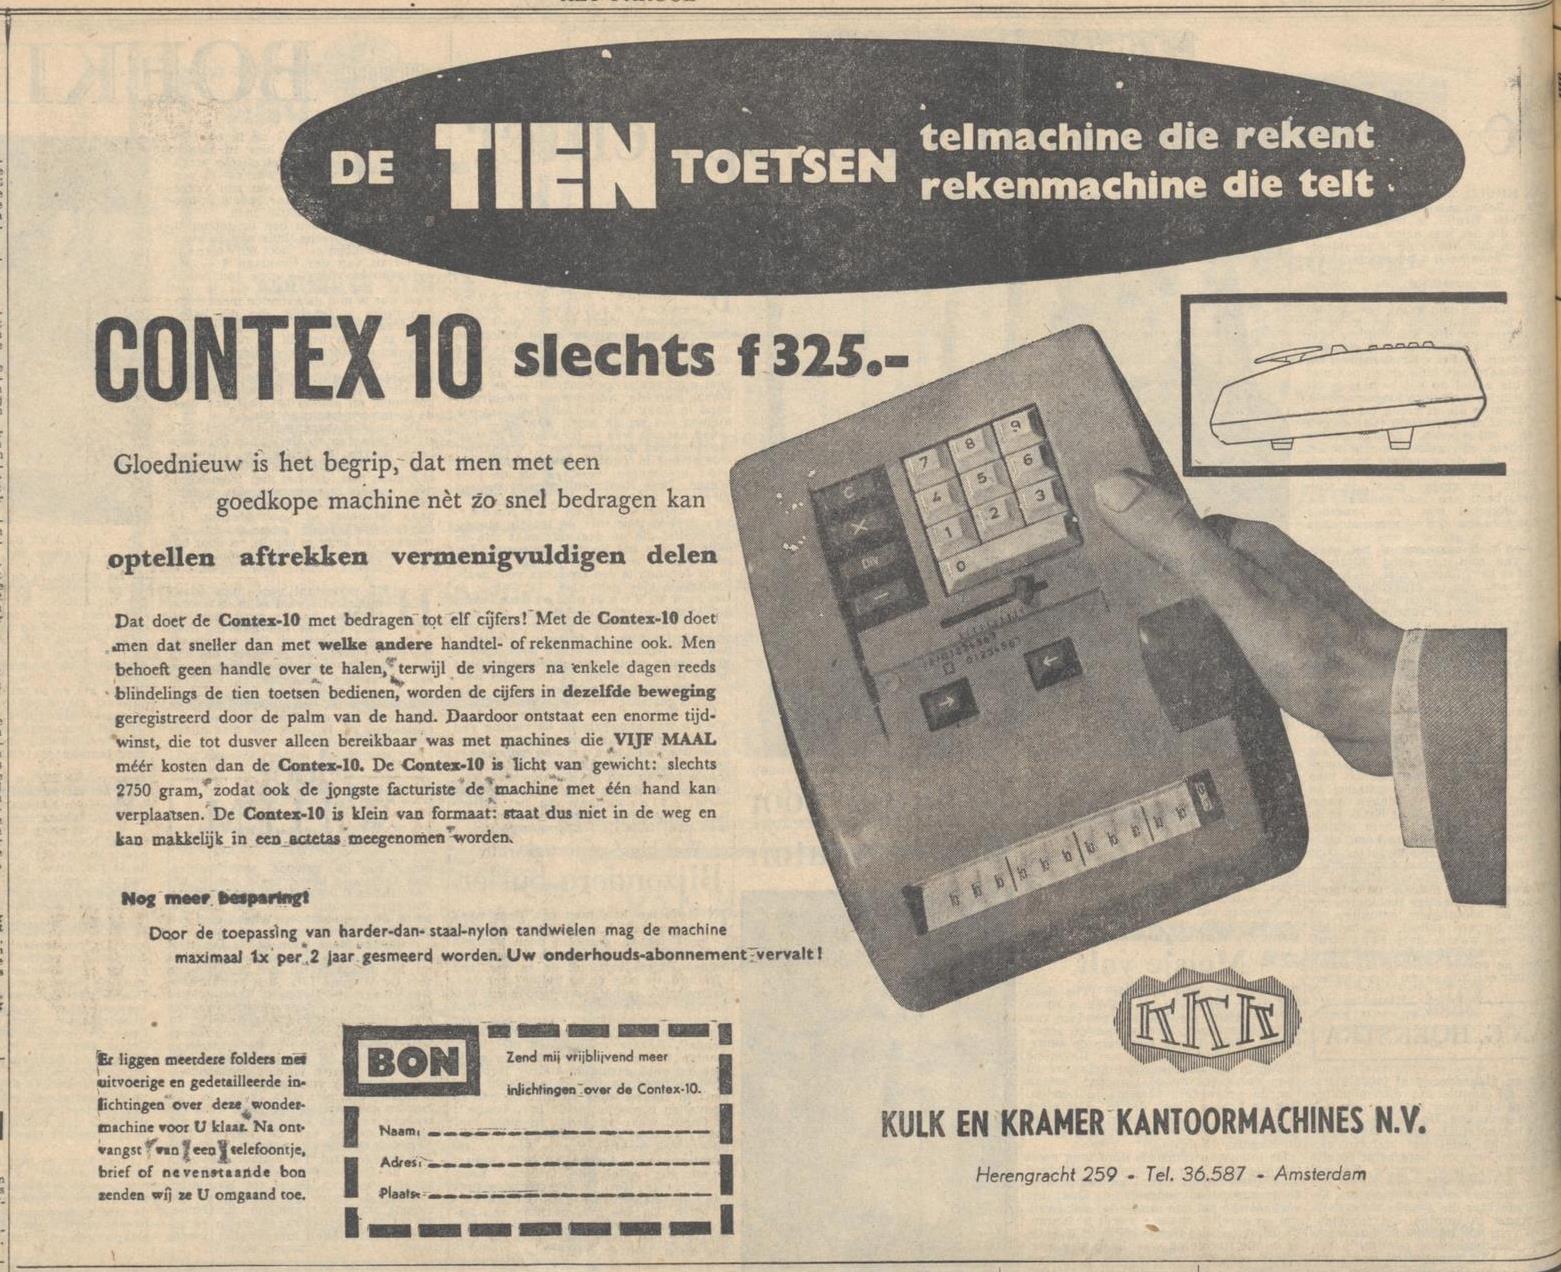 DE TIEN TOETSEN
telmachine die rekent
rekenmachine die telt
CONTEX 10 slechts f 325.-
Gloednieuw is het begrip, dat men met een
goedkope machine nèt zo snel bedragen kan
optellen aftrekken vermenigvuldigen delen
Dat doet de Contex-10 met bedragen tot elf cijfers! Met de Contex-10 doet
men dat sneller dan met welke andere handtel- of rekenmachine ook. Men
behoeft geen handle over te halen, terwijl de vingers na enkele dagen reeds
blindelings de tien toetsen bedienen, worden de cijfers in dezelfde beweging
geregistreerd door de palm van de hand. Daardoor ontstaat een enorme tijd-
winst, die tot dusver alleen bereikbaar was met machines die VIJF MAAL
méér kosten dan de Contex-10. De Contex-10 is licht van gewicht: slechts
2750 gram, zodat ook de jongste facturiste de machine met één hand kan
verplaatsen. De Contex-10 is klein van formaat: staat dus niet in de weg en
kan makkelijk in een actetas meegenomen worden.
Nog meer besparing!
Door de toepassing van harder-dan-staal-nylon tandwielen mag de machine
maximaal 1x per 2 jaar gesmeerd worden. Uw onderhouds-abonnement vervalt!
Er liggen meerdere folders met
uitvoerige en gedetailleerde in-
lichtingen over deze wonder-
machine voor U klaar. Na ont-
vangst van een telefoontje,
brief of nevenstaande bon
zenden wij ze U omgaand toe.
BON
Zend mij vrijblijvend meer
inlichtingen over de Contex-10.
Naam:
Adres:
Plaats:
C
X
DIV
-
7 8 9
4 5 6
1 2 3
0
→ ←
KKK
KULK EN KRAMER KANTOORMACHINES N.V.
Herengracht 259 - Tel. 36.587 - Amsterdam